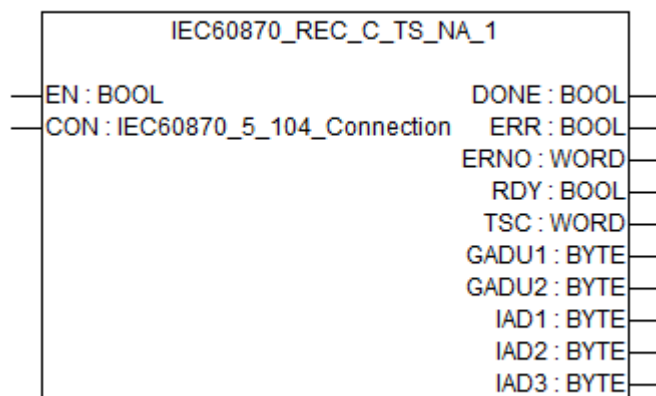 IEC60870_REC_C_TS_NA_1
EN : BOOL DONE : BOOL
CON : IEC60870_5_104_Connection ERR : BOOL
ERNO : WORD
RDY : BOOL
TSC : WORD
GADU1 : BYTE
GADU2 : BYTE
IAD1 : BYTE
IAD2 : BYTE
IAD3 : BYTE